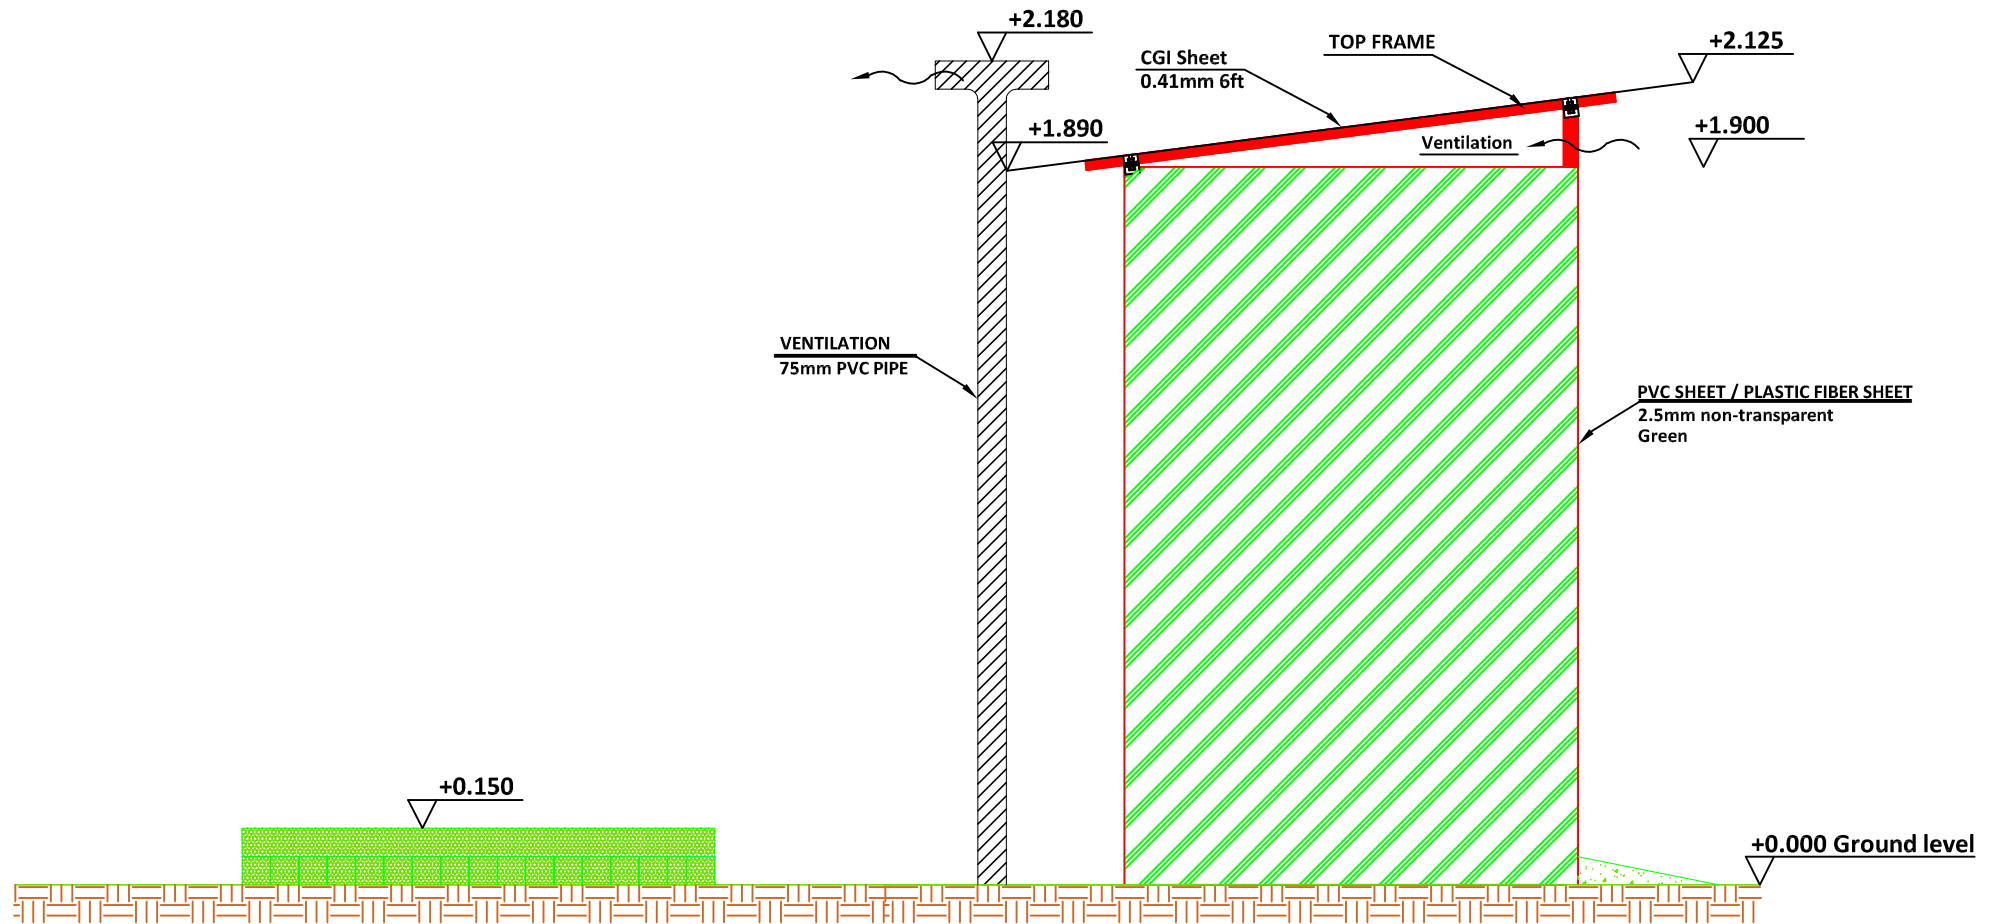 +2.180
TOP FRAME
+2.125
CGI Sheet
0.41mm 6ft
+1.890
+1.900
Ventilation
VENTILATION
75mm PVC PIPE
PVC SHEET / PLASTIC FIBER SHEET
2.5mm non-transparent
Green
+0.150
+0.000 Ground level